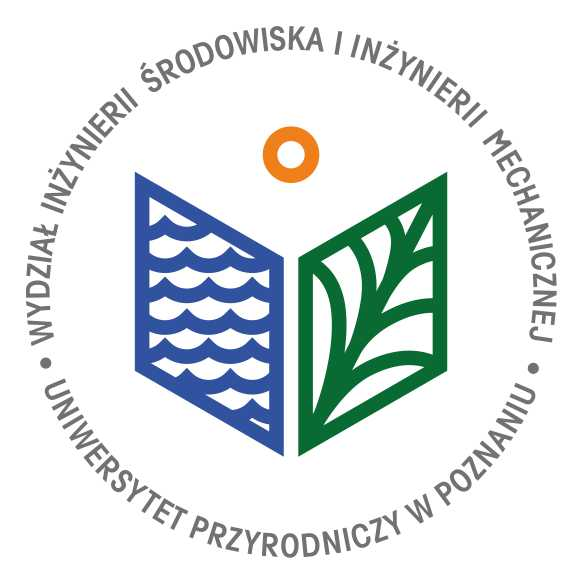 WYDZIAŁ INŻYNIERII ŚRODOWISKA I INŻYNIERII MECHANICZNEJ
UNIWERSYTET PRZYRODNICZY W POZNANIU